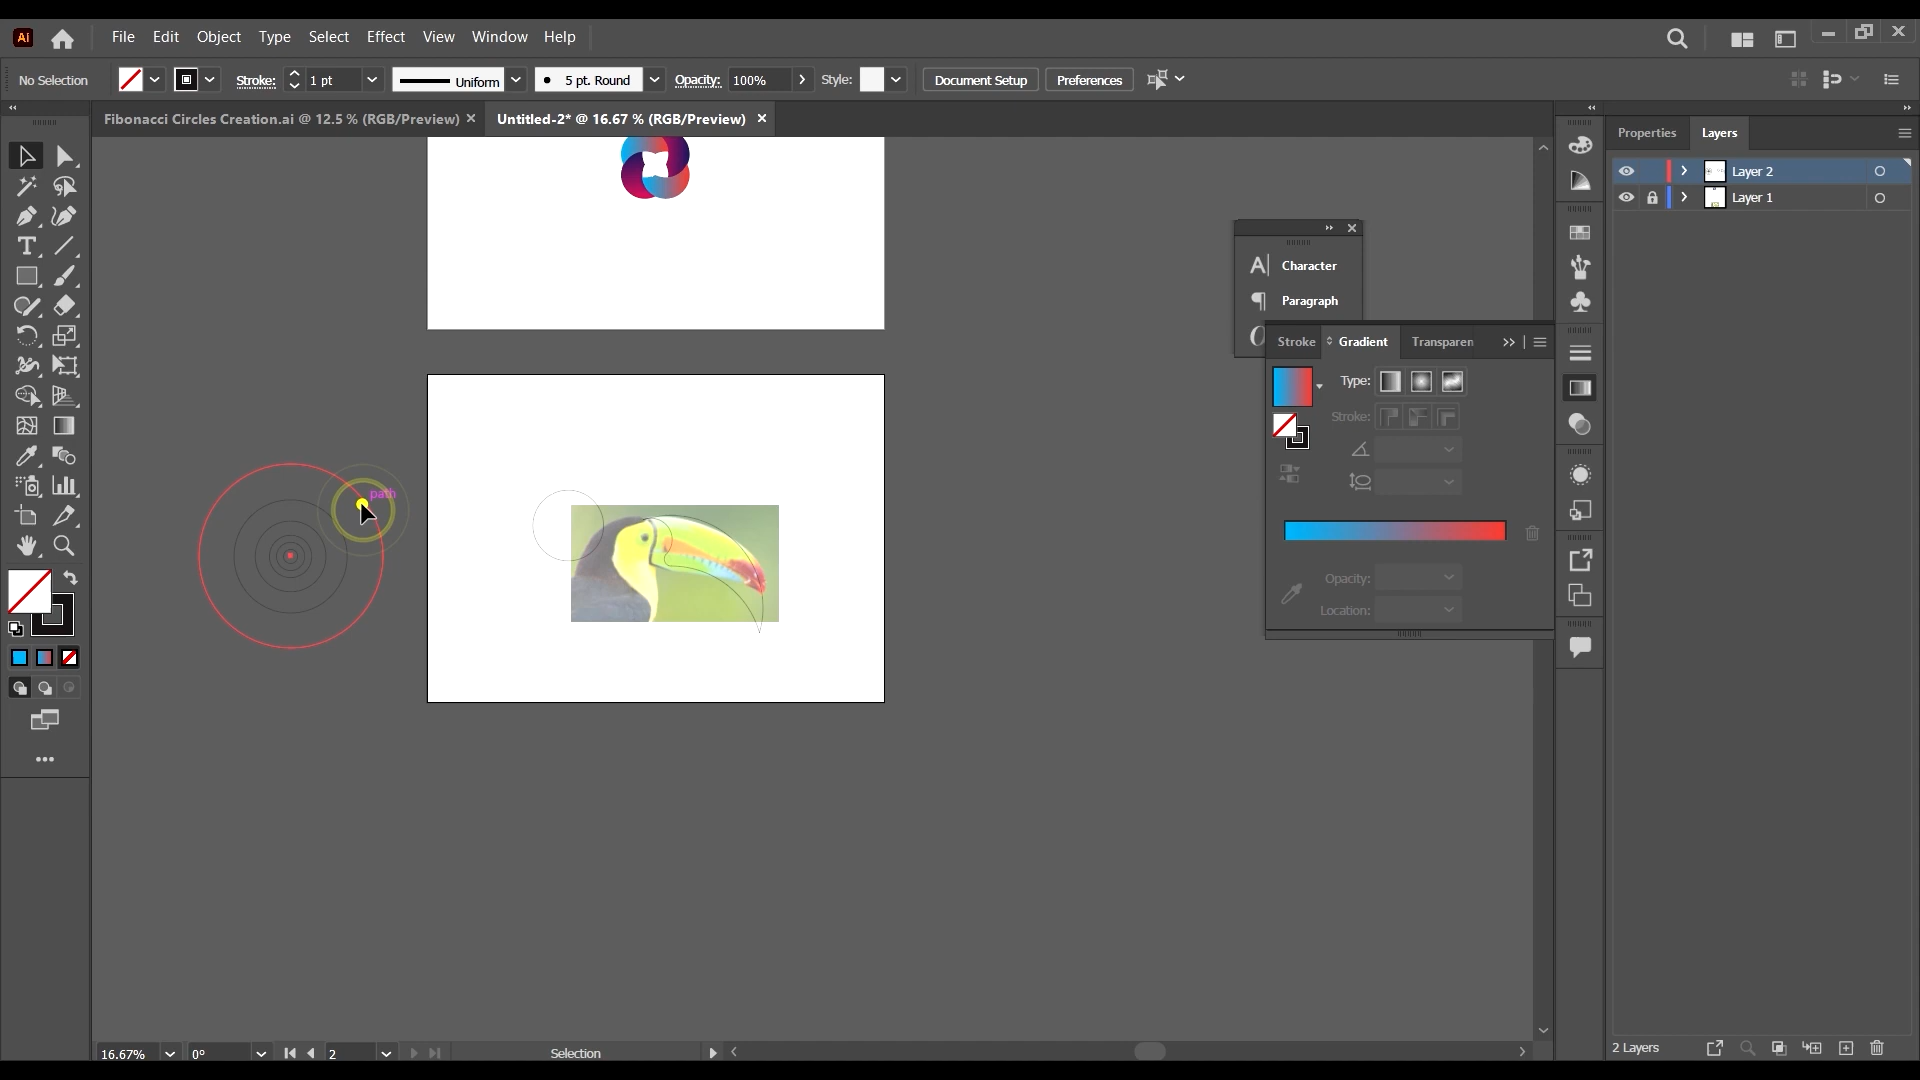 Ai File Edit Object Type Select Effect View Window Help
No Selection Stroke: 1 pt Uniform 5 pt. Round Opacity: 100% Style: Document Setup Preferences
Fibonacci Circles Creation.ai @ 12.5 % (RGB/Preview) Untitled-2* @ 16.67 % (RGB/Preview)
Properties Layers
Layer 2
Layer 1
Character
Paragraph
Stroke Gradient Transparen
Type:
Stroke:
path
Opacity:
Location:
16.67% 0° 2 Selection
2 Layers